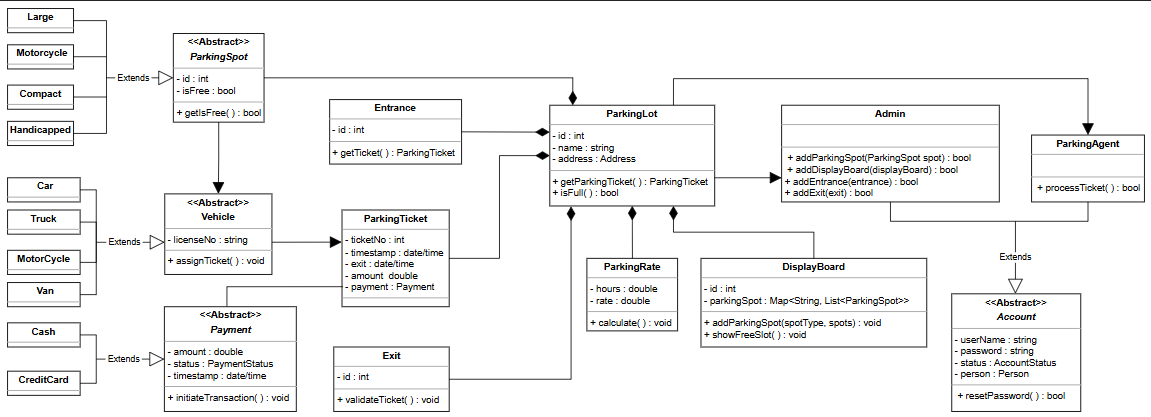 Large
Motorcycle
Compact
Handicapped
Extends
<<Abstract>>
ParkingSpot
- id : int
- isFree : bool
+ getIsFree( ) : bool
Entrance
- id : int
+ getTicket( ) : ParkingTicket
ParkingLot
- id : int
- name : string
- address : Address
+ getParkingTicket( ) : ParkingTicket
+ isFull( ) : bool
Admin
+ addParkingSpot(ParkingSpot spot) : bool
+ addDisplayBoard(displayBoard) : bool
+ addEntrance(entrance) : bool
+ addExit(exit) : bool
ParkingAgent
+ processTicket( ) : bool
Car
Truck
MotorCycle
Van
Extends
<<Abstract>>
Vehicle
- licenseNo : string
+ assignTicket( ) : void
ParkingTicket
- ticketNo : int
- timestamp : date/time
- exit : date/time
- amount double
- payment : Payment
ParkingRate
- hours : double
- rate : double
+ calculate( ) : void
DisplayBoard
- id : int
- parkingSpot : Map<String, List<ParkingSpot>>
+ addParkingSpot(spotType, spots) : void
+ showFreeSlot( ) : void
Extends
<<Abstract>>
Account
- userName : string
- password : string
- status : AccountStatus
- person : Person
+ resetPassword( ) : bool
Cash
CreditCard
Extends
<<Abstract>>
Payment
- amount : double
- status : PaymentStatus
- timestamp : date/time
+ initiateTransaction( ) : void
Exit
- id : int
+ validateTicket( ) : void